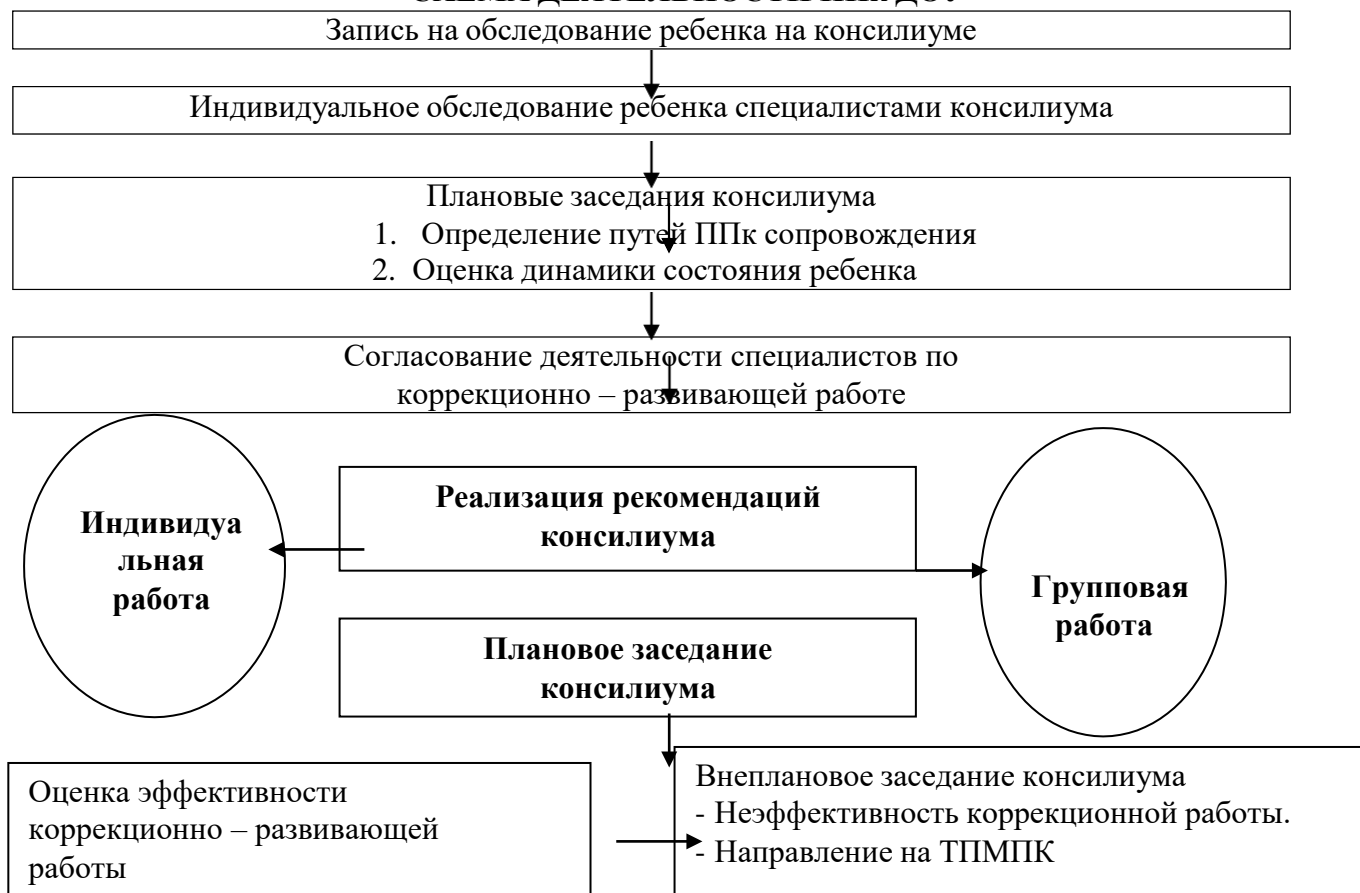 Запись на обследование ребенка на консилиуме
Индивидуальное обследование ребенка специалистами консилиума
Плановые заседания консилиума
1. Определение путей ППк сопровождения
2. Оценка динамики состояния ребенка
Согласование деятельности специалистов по
коррекционно – развивающей работе
Индивидуа
льная
работа
Реализация рекомендаций
консилиума
Групповая
работа
Плановое заседание
консилиума
Оценка эффективности
коррекционно – развивающей
работы
Внеплановое заседание консилиума
- Неэффективность коррекционной работы.
- Направление на ТПМПК